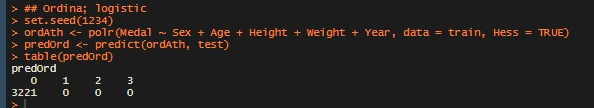 > ## Ordina; logistic
> set.seed(1234)
> ordAth <- polr(Medal ~ Sex + Age + Height + Weight + Year, data = train, Hess = TRUE)
> predOrd <- predict(ordAth, test)
> table(predOrd)
predOrd
0 1 2 3
3221 0 0 0
>